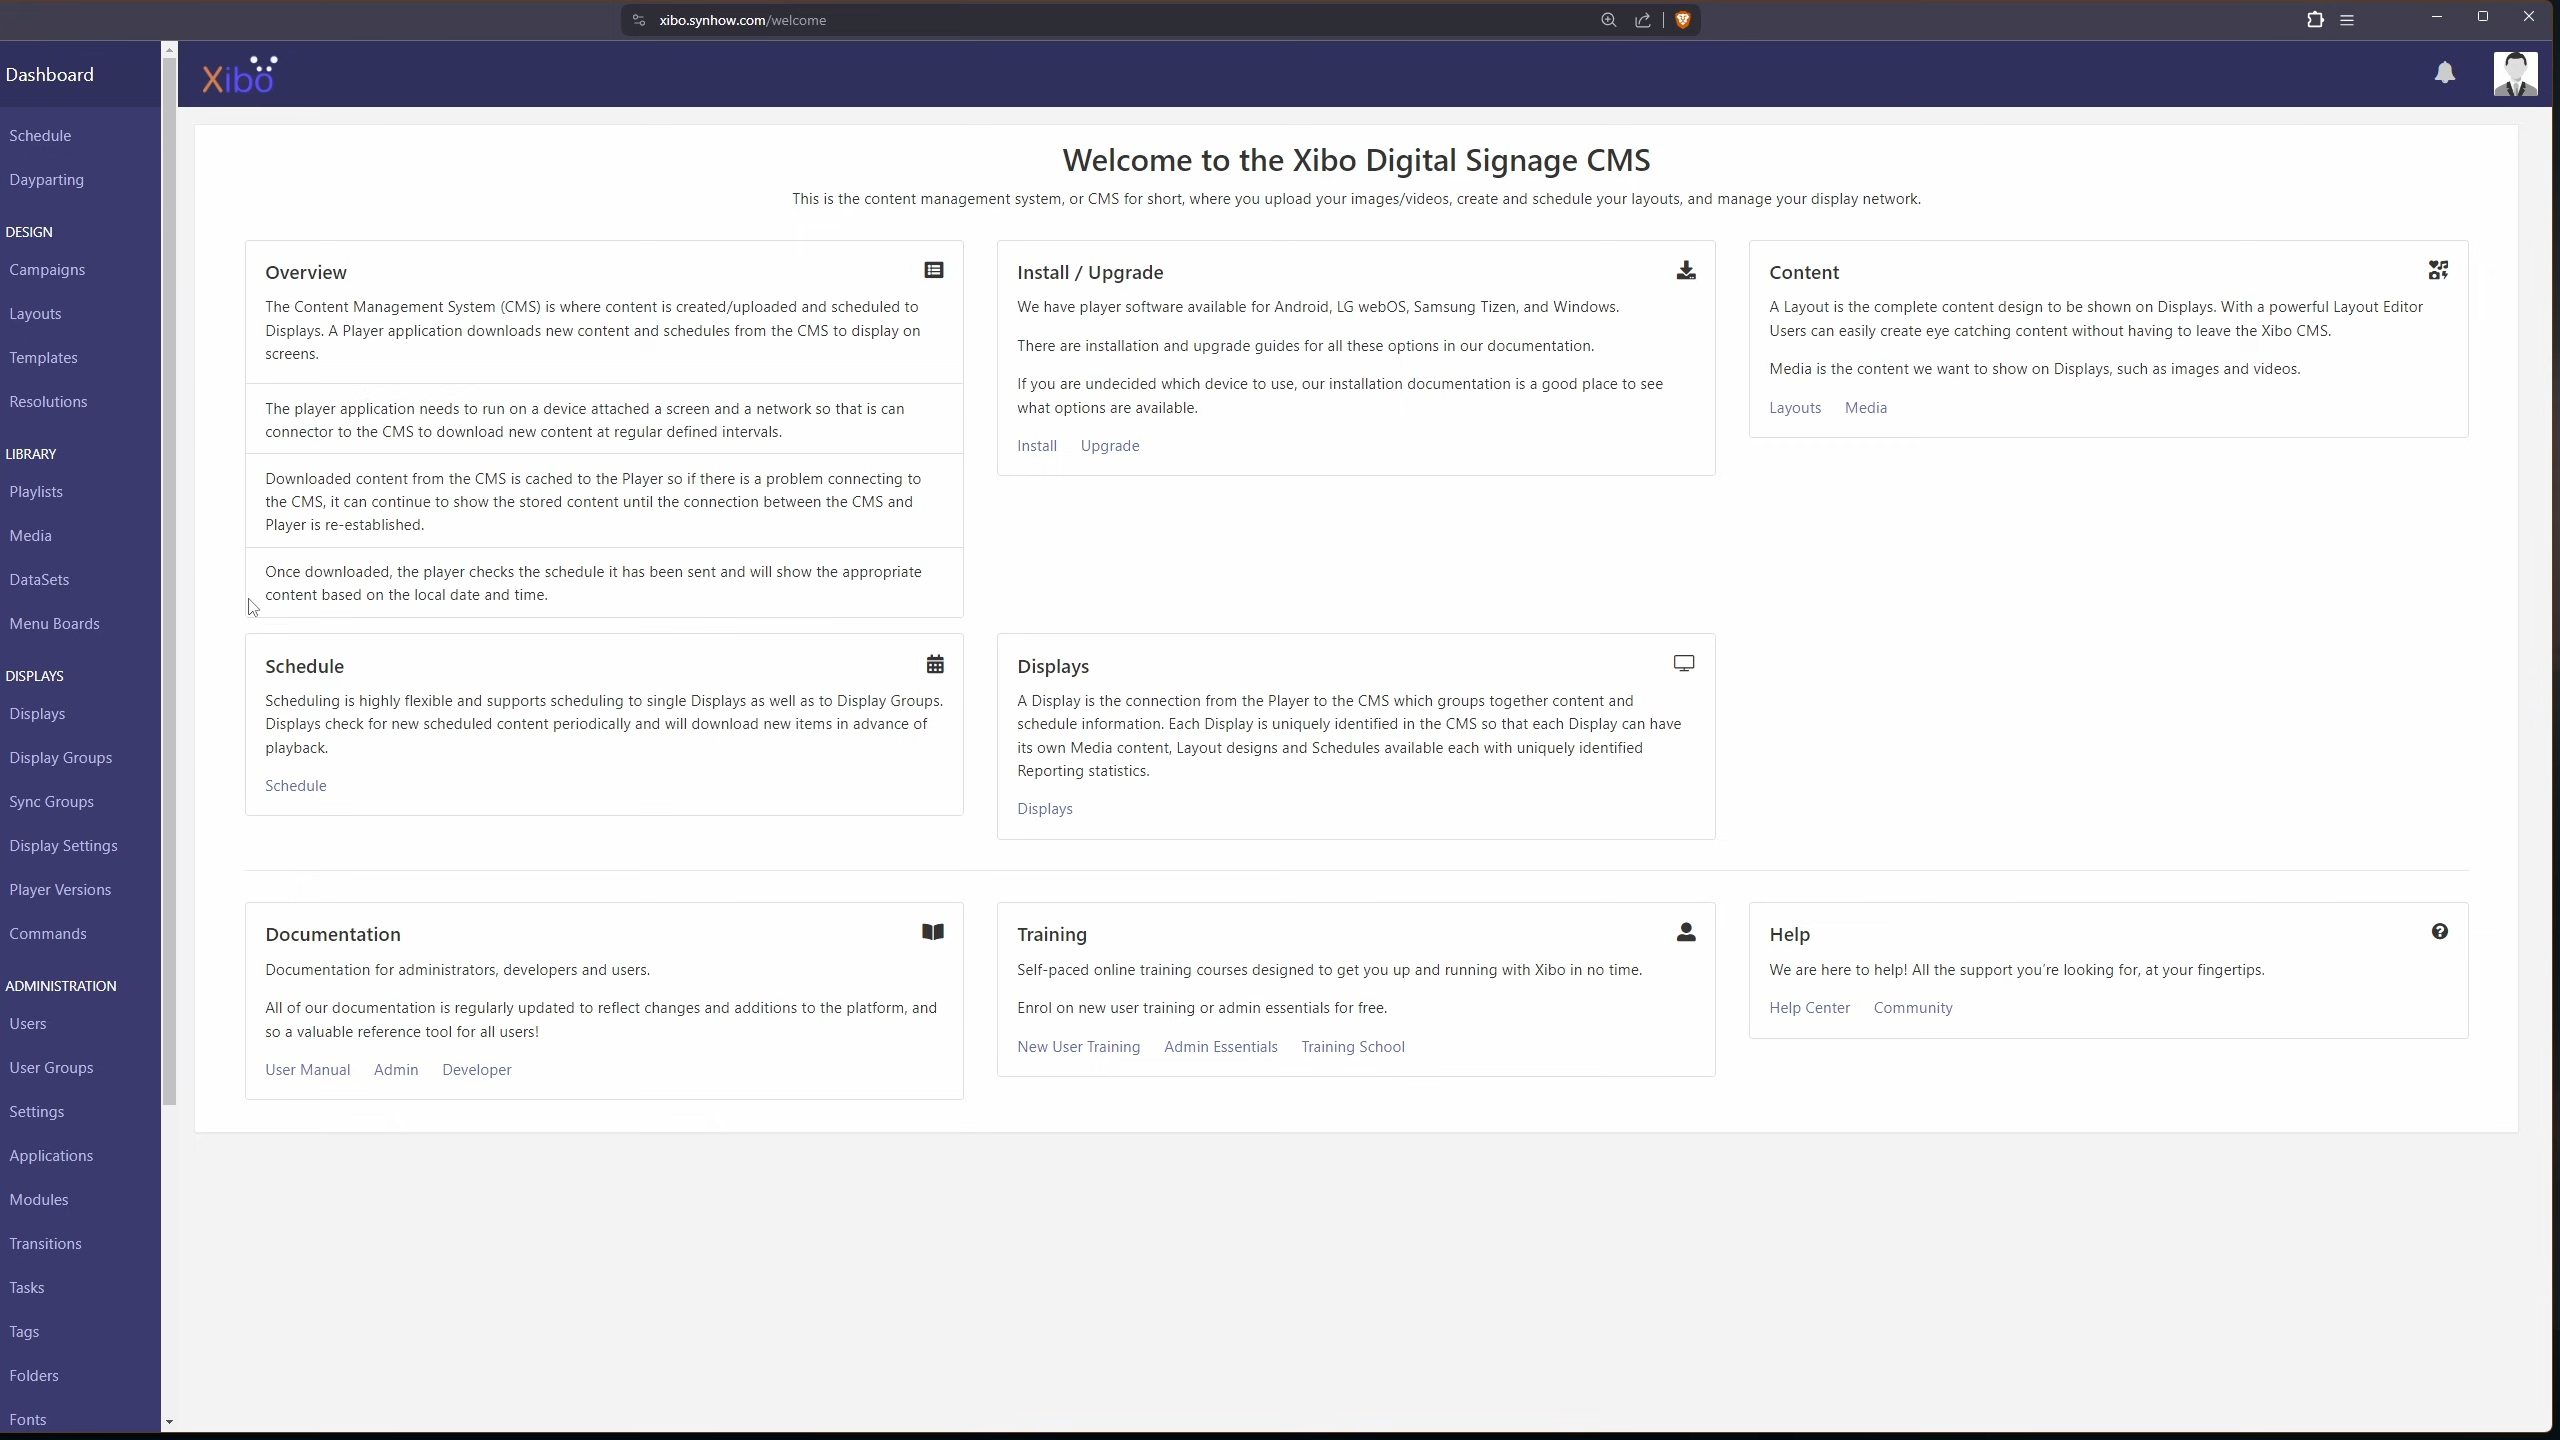 xibo.synhow.com/welcome
Dashboard
Schedule
Dayparting
DESIGN
Campaigns
Layouts
Templates
Resolutions
LIBRARY
Playlists
Media
DataSets
Menu Boards
DISPLAYS
Displays
Display Groups
Sync Groups
Display Settings
Player Versions
Commands
ADMINISTRATION
Users
User Groups
Settings
Applications
Modules
Transitions
Tasks
Tags
Folders
Fonts
Xibo
Welcome to the Xibo Digital Signage CMS
This is the content management system, or CMS for short, where you upload your images/videos, create and schedule your layouts, and manage your display network.
Overview
The Content Management System (CMS) is where content is created/uploaded and scheduled to
Displays. A Player application downloads new content and schedules from the CMS to display on
screens.
The player application needs to run on a device attached a screen and a network so that is can
connector to the CMS to download new content at regular defined intervals.
Downloaded content from the CMS is cached to the Player so if there is a problem connecting to
the CMS, it can continue to show the stored content until the connection between the CMS and
Player is re-established.
Once downloaded, the player checks the schedule it has been sent and will show the appropriate
content based on the local date and time.
Install / Upgrade
We have player software available for Android, LG webOS, Samsung Tizen, and Windows.
There are installation and upgrade guides for all these options in our documentation.
If you are undecided which device to use, our installation documentation is a good place to see
what options are available.
Install Upgrade
Content
A Layout is the complete content design to be shown on Displays. With a powerful Layout Editor
Users can easily create eye catching content without having to leave the Xibo CMS.
Media is the content we want to show on Displays, such as images and videos.
Layouts Media
Schedule
Scheduling is highly flexible and supports scheduling to single Displays as well as to Display Groups.
Displays check for new scheduled content periodically and will download new items in advance of
playback.
Schedule
Displays
A Display is the connection from the Player to the CMS which groups together content and
schedule information. Each Display is uniquely identified in the CMS so that each Display can have
its own Media content, Layout designs and Schedules available each with uniquely identified
Reporting statistics.
Displays
Documentation
Documentation for administrators, developers and users.
All of our documentation is regularly updated to reflect changes and additions to the platform, and
so a valuable reference tool for all users!
User Manual Admin Developer
Training
Self-paced online training courses designed to get you up and running with Xibo in no time.
Enrol on new user training or admin essentials for free.
New User Training Admin Essentials Training School
Help
We are here to help! All the support you're looking for, at your fingertips.
Help Center Community